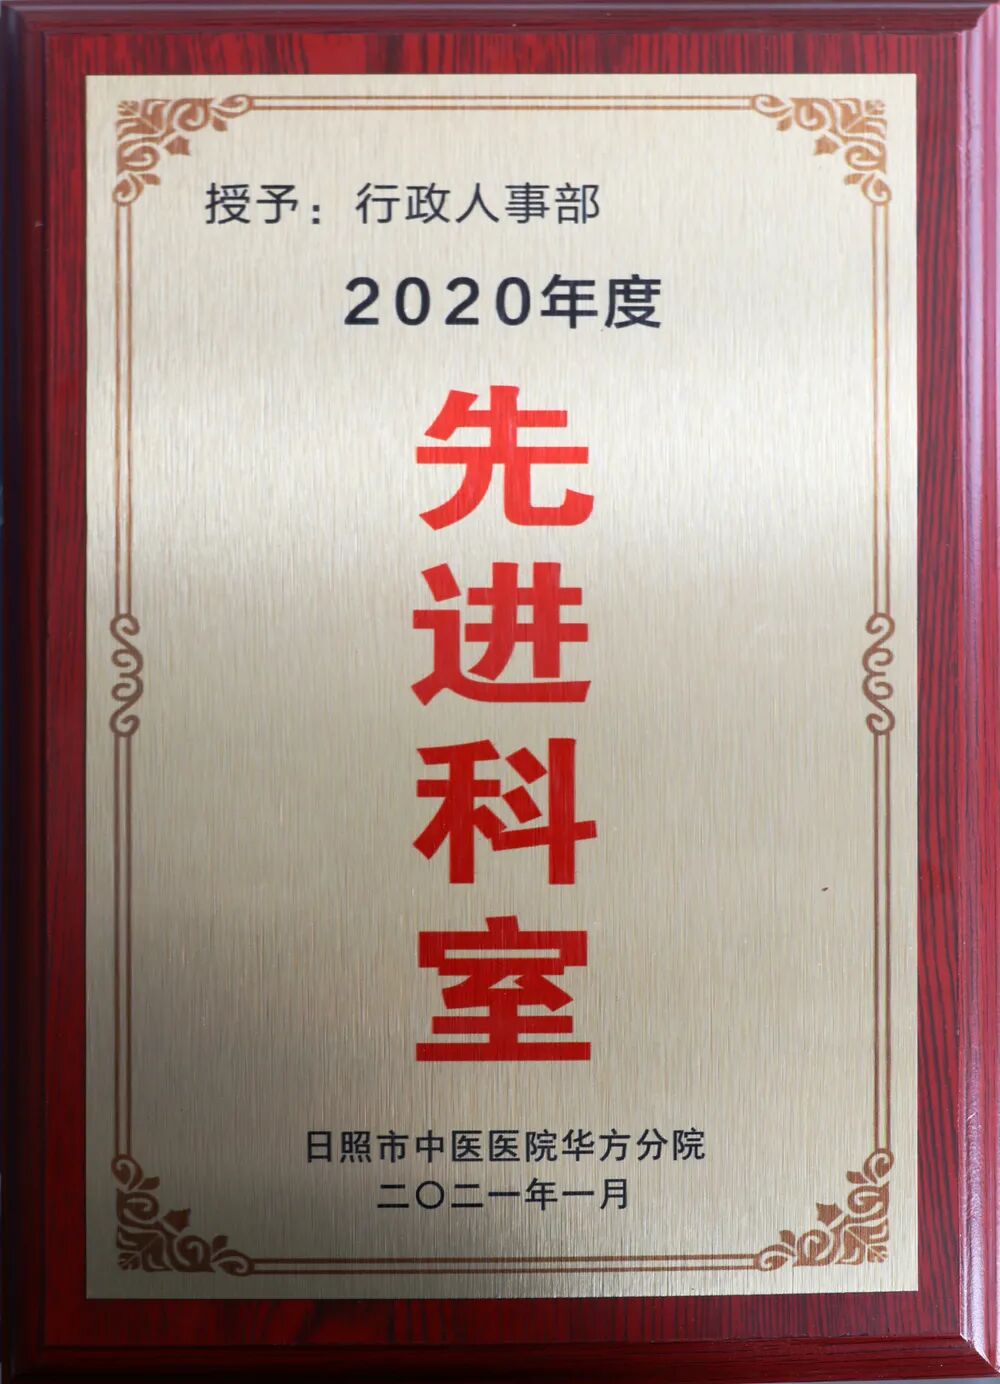 授予：行政人事部
2020年度
先进科室
日照市中医医院华方分院
二〇二一年一月